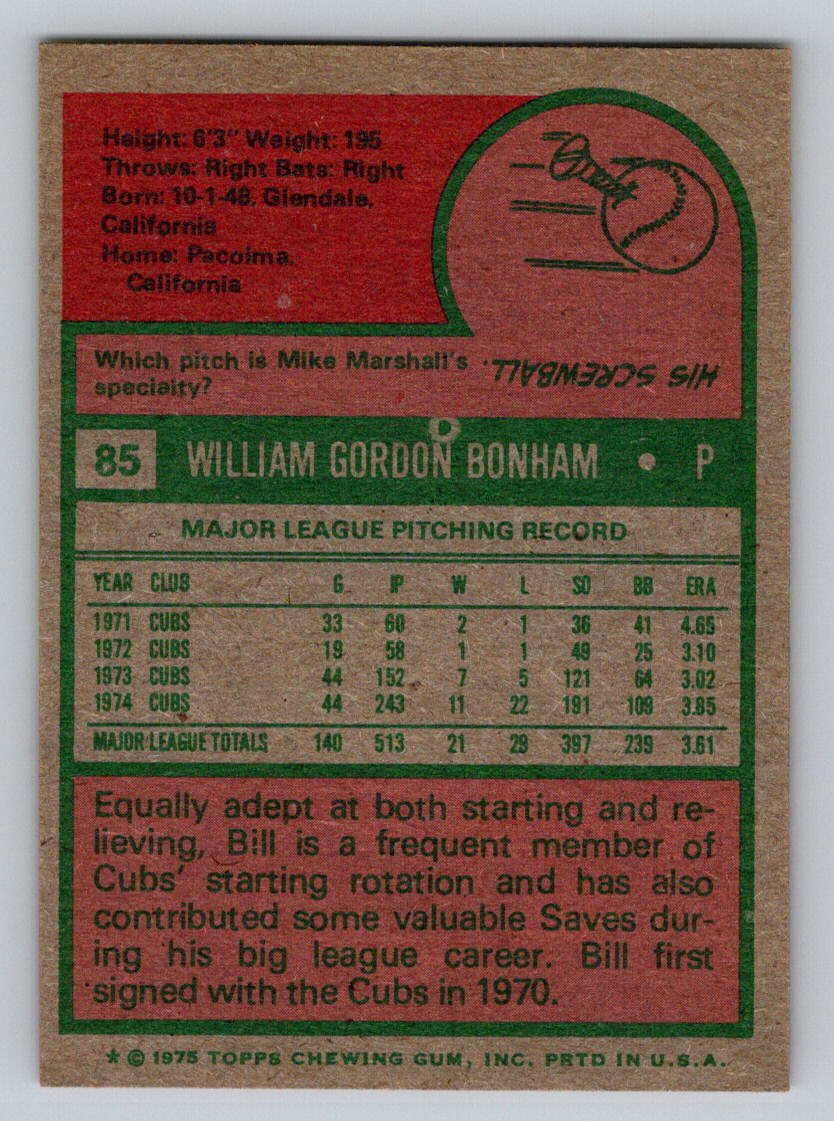 Height: 6'3" Weight: 195
Throws: Right Bats: Right
Born: 10-1-48, Glendale,
California
Home: Pacoima,
California
Which pitch is Mike Marshall's
specialty?
HIS SCREWBALL.
85 WILLIAM GORDON BONHAM • P
MAJOR LEAGUE PITCHING RECORD
YEAR CLUB G IP W L SO BB ERA
1971 CUBS 33 60 2 1 36 41 4.65
1972 CUBS 19 58 1 1 49 25 3.10
1973 CUBS 44 152 7 5 121 64 3.02
1974 CUBS 44 243 11 22 191 109 3.85
MAJOR LEAGUE TOTALS 140 513 21 29 397 239 3.61
Equally adept at both starting and re-
lieving, Bill is a frequent member of
Cubs' starting rotation and has also
contributed some valuable Saves dur-
ing his big league career. Bill first
signed with the Cubs in 1970.
* © 1975 TOPPS CHEWING GUM, INC. PRTD IN U.S.A.